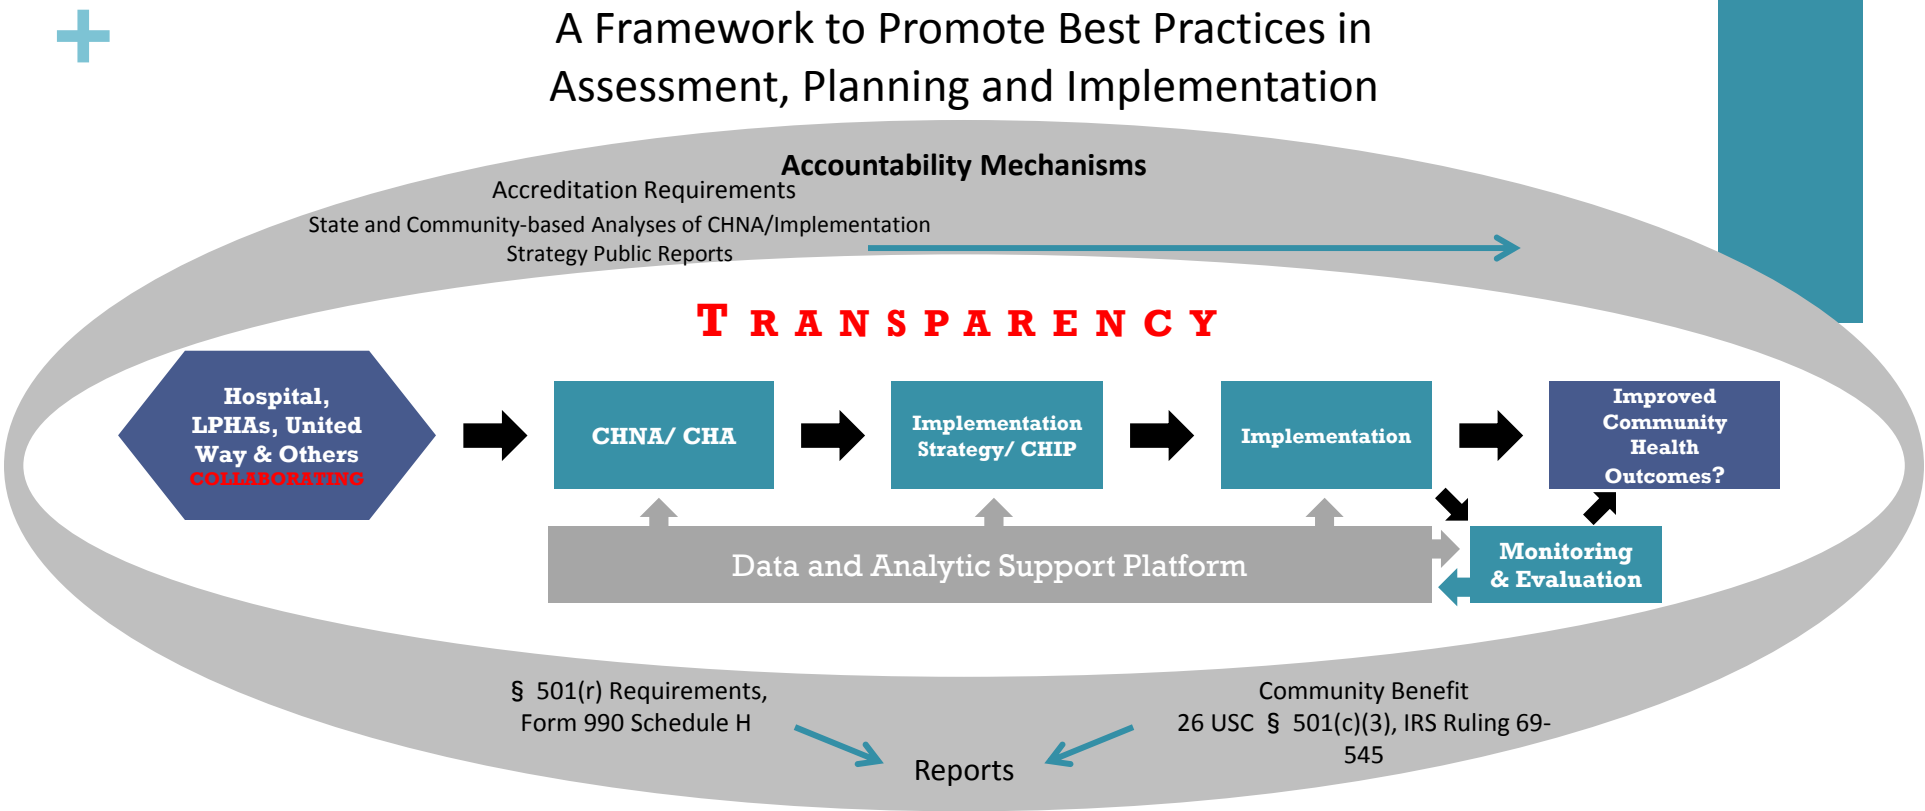 A Framework to Promote Best Practices in
Assessment, Planning and Implementation
Accountability Mechanisms
Accreditation Requirements
State and Community-based Analyses of CHNA/Implementation
Strategy Public Reports
TRANSPARENCY
Hospital,
LPHAs, United
Way & Others
COLLABORATING
CHNA/ CHA
Implementation
Strategy/ CHIP
Implementation
Improved
Community
Health
Outcomes?
Data and Analytic Support Platform
Monitoring
& Evaluation
§ 501(r) Requirements,
Form 990 Schedule H
Community Benefit
26 USC § 501(c)(3), IRS Ruling 69-
545
Reports